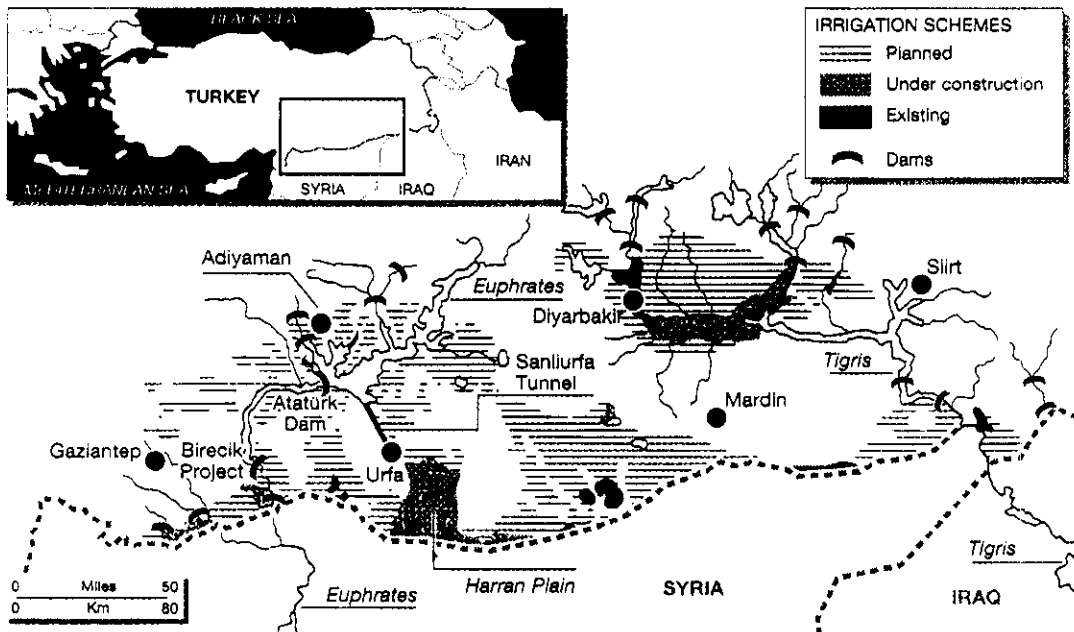 BLACK SEA
TURKEY
IRAN
SYRIA
IRAQ
MEDITERRANEAN SEA
IRRIGATION SCHEMES
Planned
Under construction
Existing
Dams
Adiyaman
Euphrates
Diyarbakir
Siirt
Sanliurfa
Tunnel
Tigris
Atatürk
Dam
Mardin
Gaziantep
Birecik
Project
Urfa
0 Miles 50
0 Km 80
Euphrates
Harran Plain
SYRIA
Tigris
IRAQ